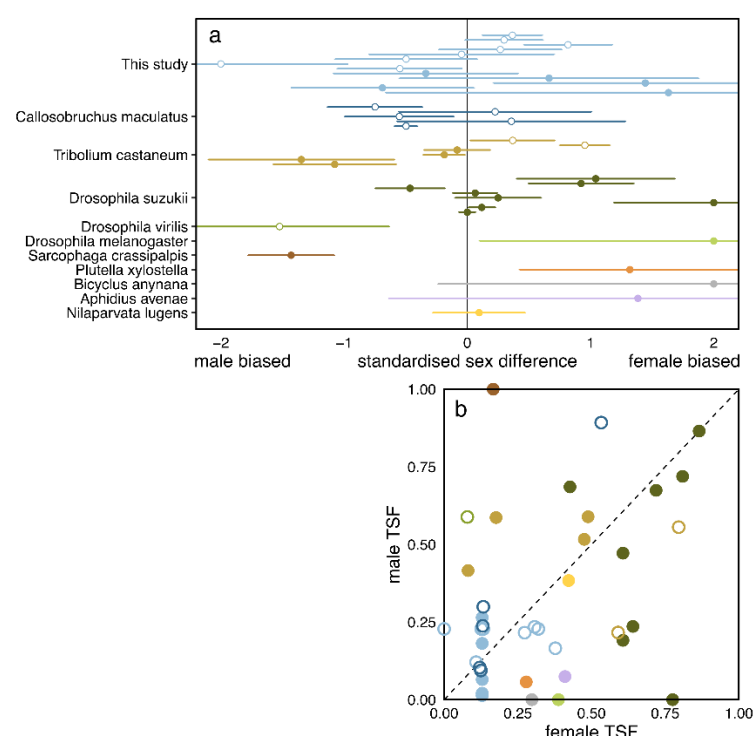 a
This study
Callosobruchus maculatus
Tribolium castaneum
Drosophila suzukii
Drosophila virilis
Drosophila melanogaster
Sarcophaga crassipalpis
Plutella xylostella
Bicyclus anynana
Aphidius avenae
Nilaparvata lugens
−2 −1 0 1 2
male biased standardised sex difference female biased
b
1.00
0.75
0.50
0.25
0.00
male TSF
0.00 0.25 0.50 0.75 1.00
female TSF